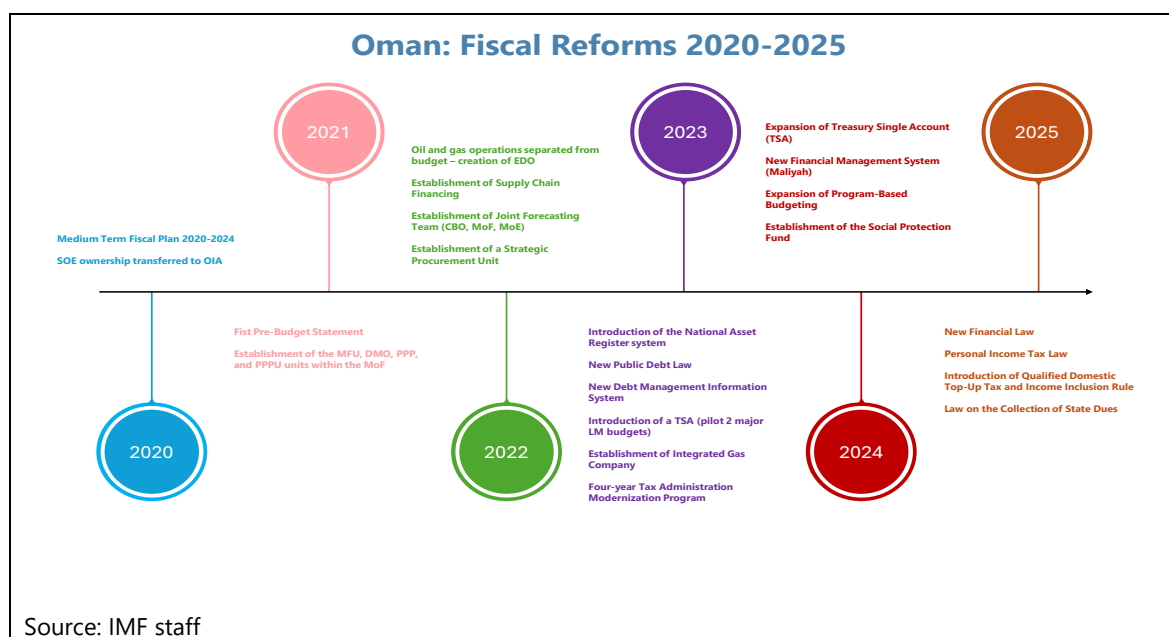 Oman: Fiscal Reforms 2020-2025
2021
2023
2025
Expansion of Treasury Single Account
(TSA)
New Financial Management System
(Maliyah)
Expansion of Program-Based
Budgeting
Establishment of the Social Protection
Fund
Oil and gas operations separated from
budget – creation of EDO
Establishment of Supply Chain
Financing
Establishment of Joint Forecasting
Team (CBO, MoF, MoE)
Establishment of a Strategic
Procurement Unit
Medium Term Fiscal Plan 2020-2024
SOE ownership transferred to OIA
Fist Pre-Budget Statement
Establishment of the MFU, DMO, PPP,
and PPPU units within the MoF
Introduction of the National Asset
Register system
New Public Debt Law
New Debt Management Information
System
Introduction of a TSA (pilot 2 major
LM budgets)
Establishment of Integrated Gas
Company
Four-year Tax Administration
Modernization Program
New Financial Law
Personal Income Tax Law
Introduction of Qualified Domestic
Top-Up Tax and Income Inclusion Rule
Law on the Collection of State Dues
2020
2022
2024
Source: IMF staff